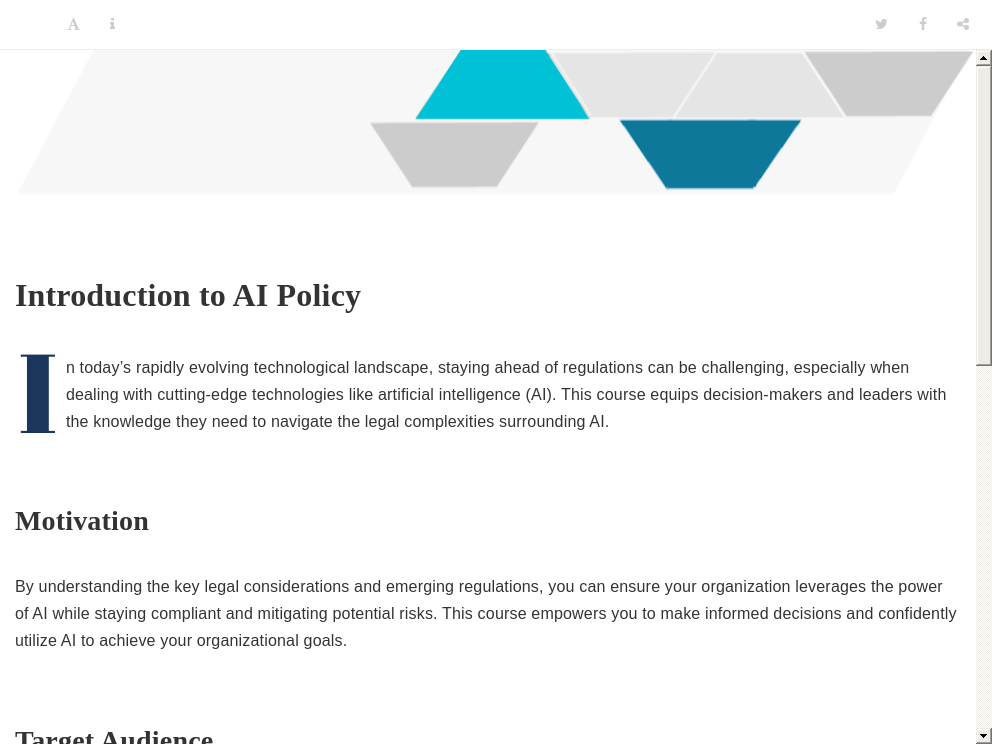 A i
Introduction to AI Policy
In today’s rapidly evolving technological landscape, staying ahead of regulations can be challenging, especially when
dealing with cutting-edge technologies like artificial intelligence (AI). This course equips decision-makers and leaders with
the knowledge they need to navigate the legal complexities surrounding AI.
Motivation
By understanding the key legal considerations and emerging regulations, you can ensure your organization leverages the power
of AI while staying compliant and mitigating potential risks. This course empowers you to make informed decisions and confidently
utilize AI to achieve your organizational goals.
Target Audience